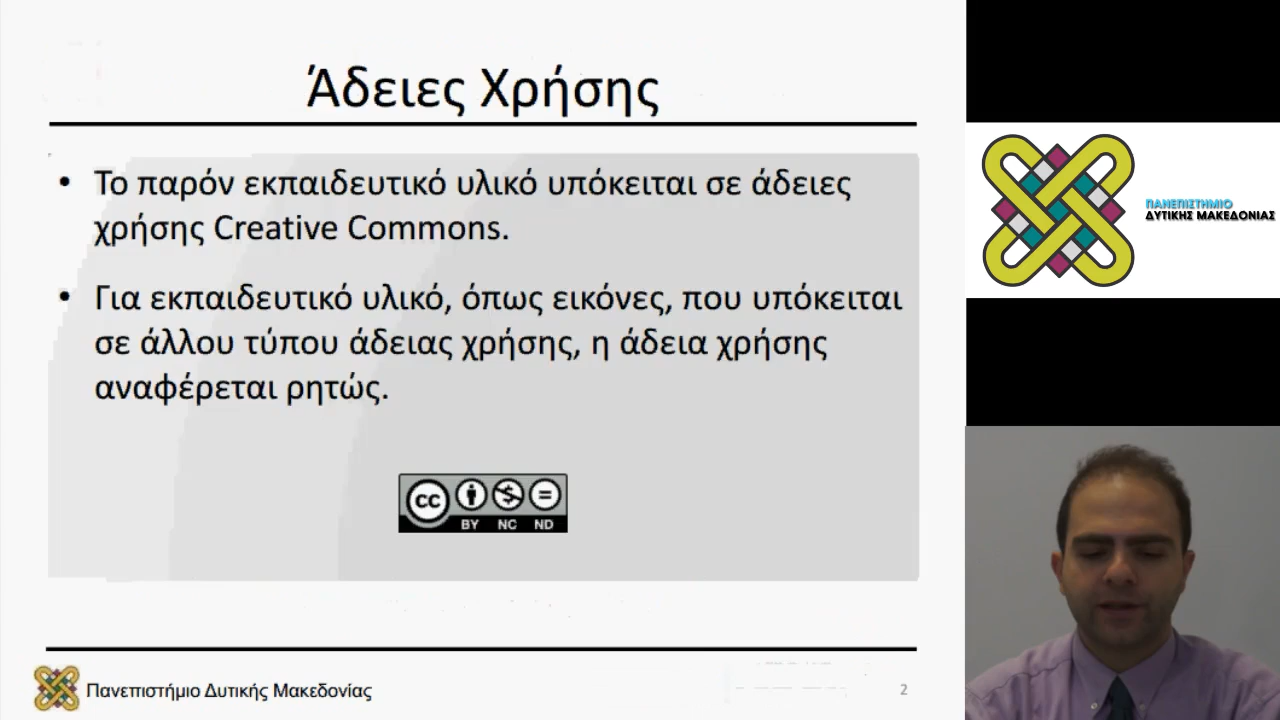 Άδειες Χρήσης
• Το παρόν εκπαιδευτικό υλικό υπόκειται σε άδειες
χρήσης Creative Commons.
• Για εκπαιδευτικό υλικό, όπως εικόνες, που υπόκειται
σε άλλου τύπου άδειας χρήσης, η άδεια χρήσης
αναφέρεται ρητώς.
cc
BY NC ND
Πανεπιστήμιο Δυτικής Μακεδονίας
2
ΠΑΝΕΠΙΣΤΗΜΙΟ
ΔΥΤΙΚΗΣ ΜΑΚΕΔΟΝΙΑΣ